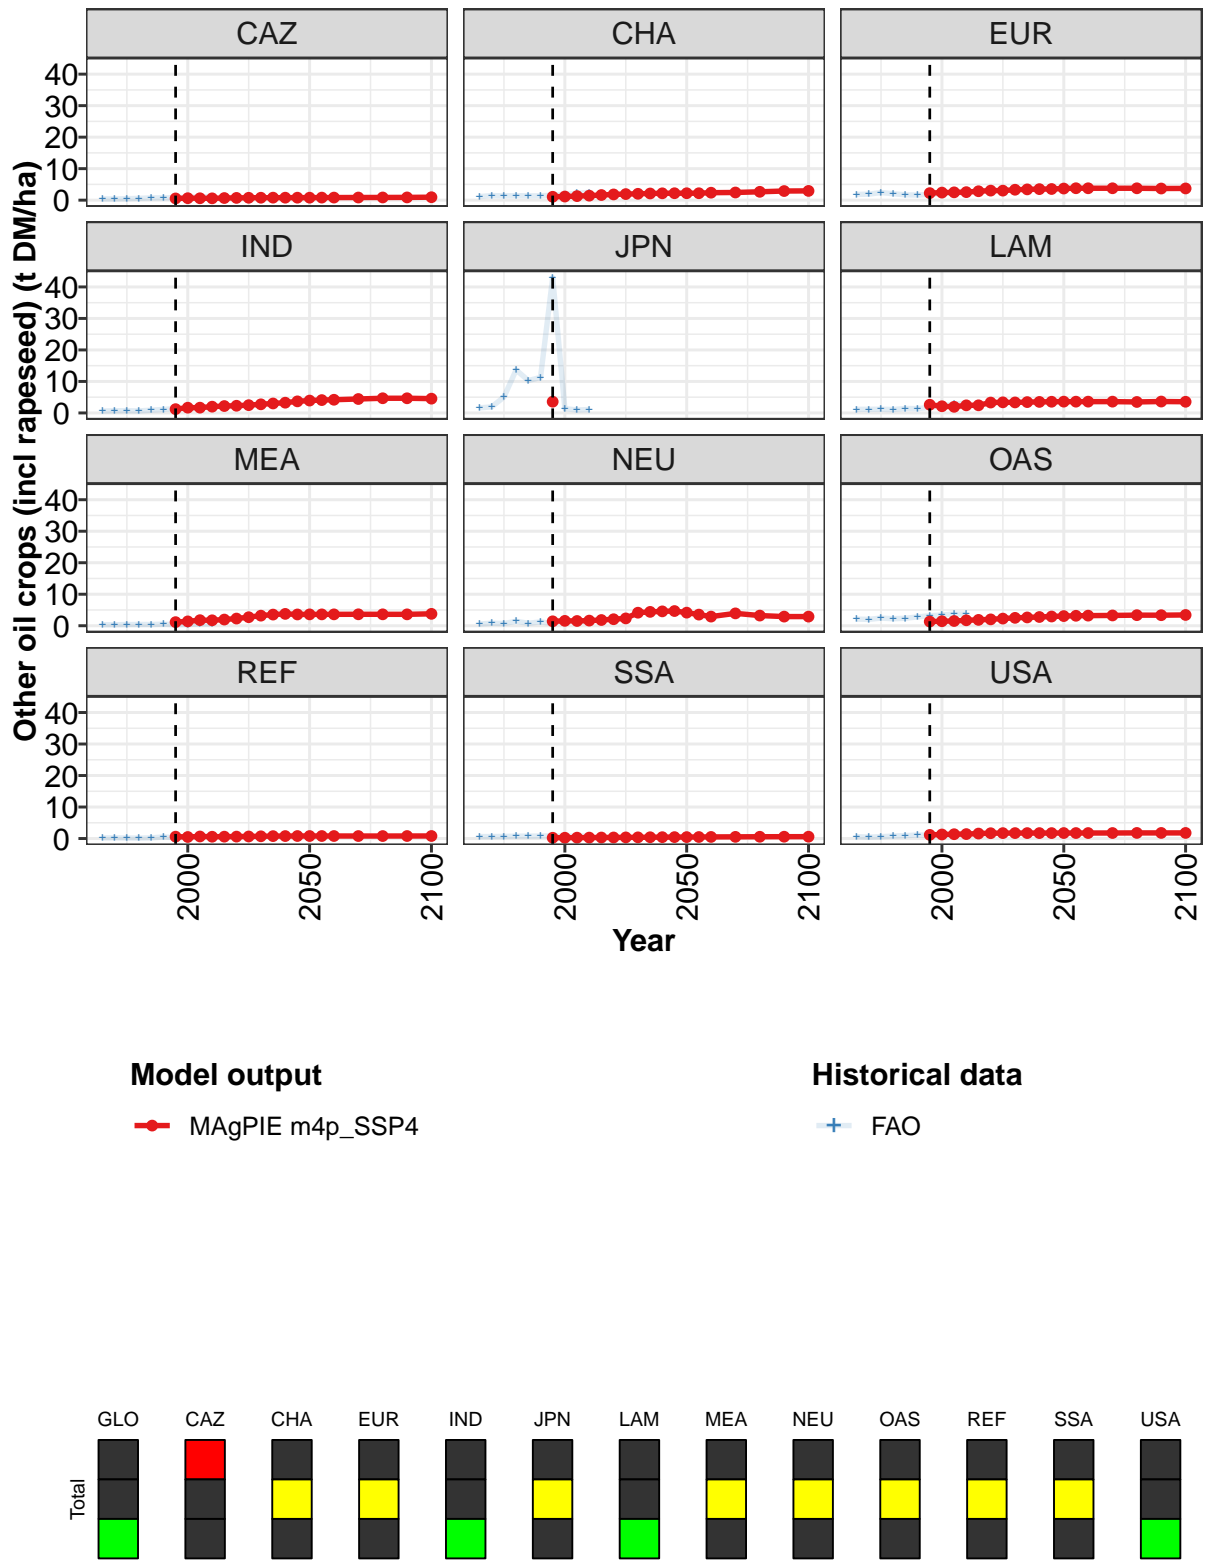 CAZ CHA EUR
40
30
20
10
0
IND JPN LAM
40
30
20
10
0
MEA NEU OAS
40
30
20
10
0
REF SSA USA
40
30
20
10
0
Other oil crops (incl rapeseed) (t DM/ha)
2000 2050 2100 2000 2050 2100 2000 2050 2100
Year
Model output Historical data
MAgPIE m4p_SSP4 FAO
GLO CAZ CHA EUR IND JPN LAM MEA NEU OAS REF SSA USA
Total